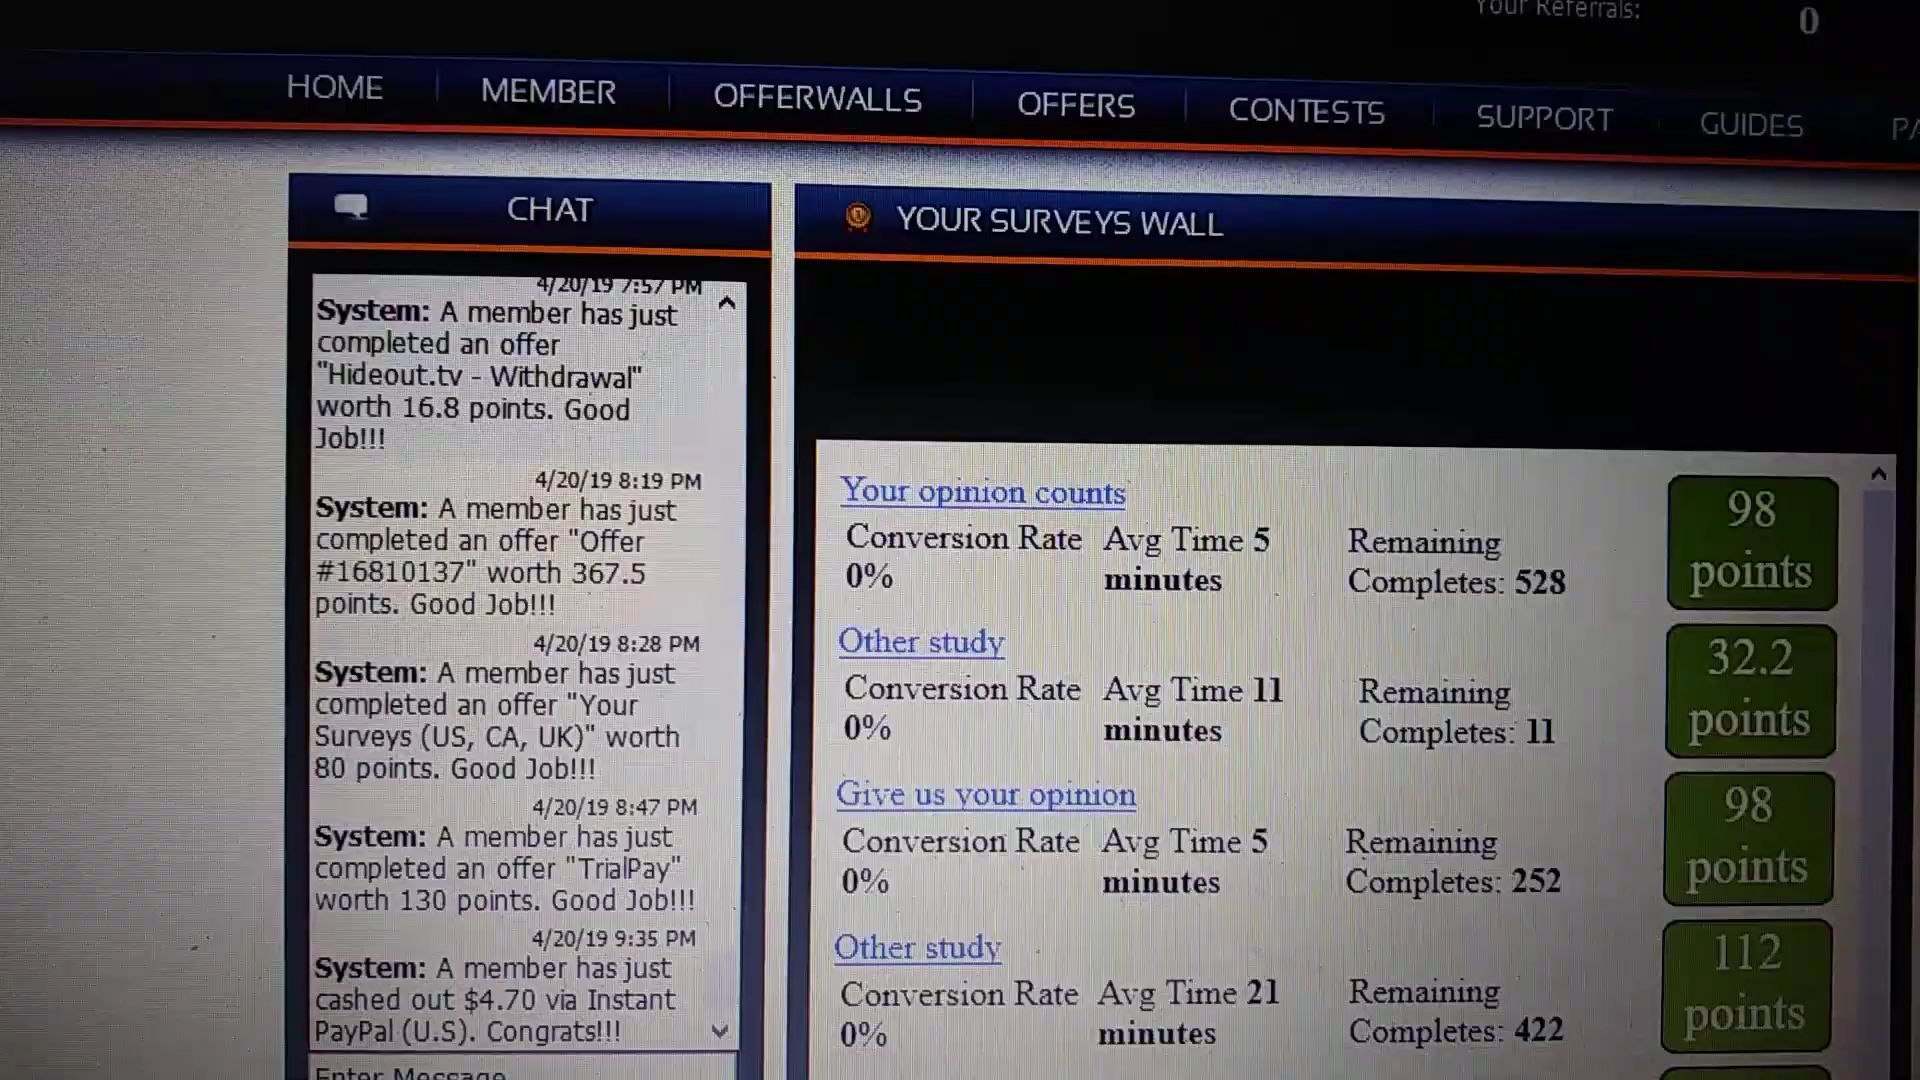 Your Referrals:
0
HOME
MEMBER
OFFERWALLS
OFFERS
CONTESTS
SUPPORT
GUIDES
CHAT
4/20/19 7:57 PM
System: A member has just
completed an offer
"Hideout.tv - Withdrawal"
worth 16.8 points. Good
Job!!!
4/20/19 8:19 PM
System: A member has just
completed an offer "Offer
#16810137" worth 367.5
points. Good Job!!!
4/20/19 8:28 PM
System: A member has just
completed an offer "Your
Surveys (US, CA, UK)" worth
80 points. Good Job!!!
4/20/19 8:47 PM
System: A member has just
completed an offer "TrialPay"
worth 130 points. Good Job!!!
4/20/19 9:35 PM
System: A member has just
cashed out $4.70 via Instant
PayPal (U.S). Congrats!!!
Enter Message
YOUR SURVEYS WALL
Your opinion counts
Conversion Rate
0%
Avg Time 5
minutes
Remaining
Completes: 528
98
points
Other study
Conversion Rate
0%
Avg Time 11
minutes
Remaining
Completes: 11
32.2
points
Give us your opinion
Conversion Rate
0%
Avg Time 5
minutes
Remaining
Completes: 252
98
points
Other study
Conversion Rate
0%
Avg Time 21
minutes
Remaining
Completes: 422
112
points